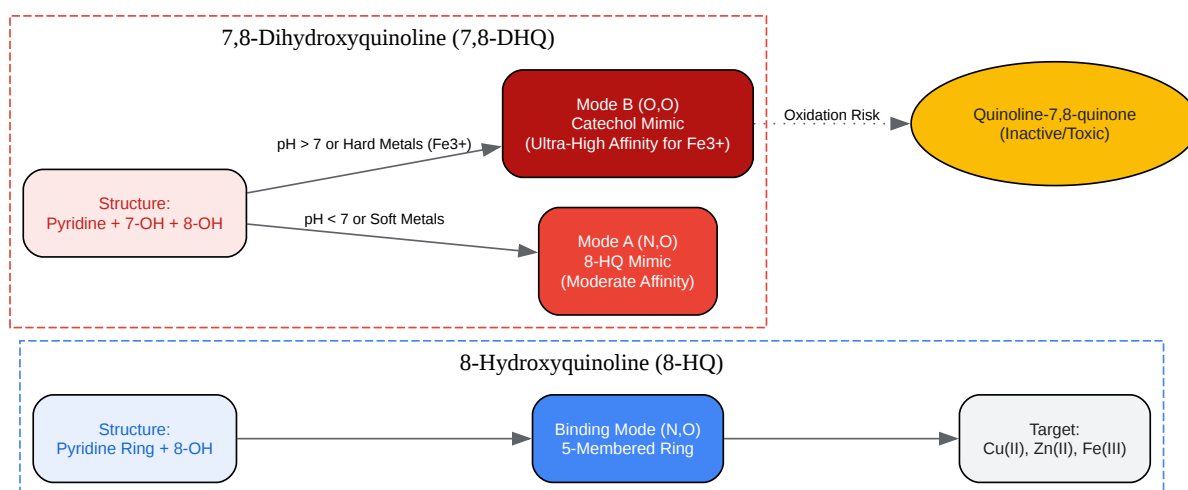 7,8-Dihydroxyquinoline (7,8-DHQ)
Mode B (O,O)
Catechol Mimic
(Ultra-High Affinity for Fe3+)
Oxidation Risk
Quinoline-7,8-quinone
(Inactive/Toxic)
pH > 7 or Hard Metals (Fe3+)
Structure:
Pyridine + 7-OH + 8-OH
pH < 7 or Soft Metals
Mode A (N,O)
8-HQ Mimic
(Moderate Affinity)
8-Hydroxyquinoline (8-HQ)
Structure:
Pyridine Ring + 8-OH
Binding Mode (N,O)
5-Membered Ring
Target:
Cu(II), Zn(II), Fe(III)